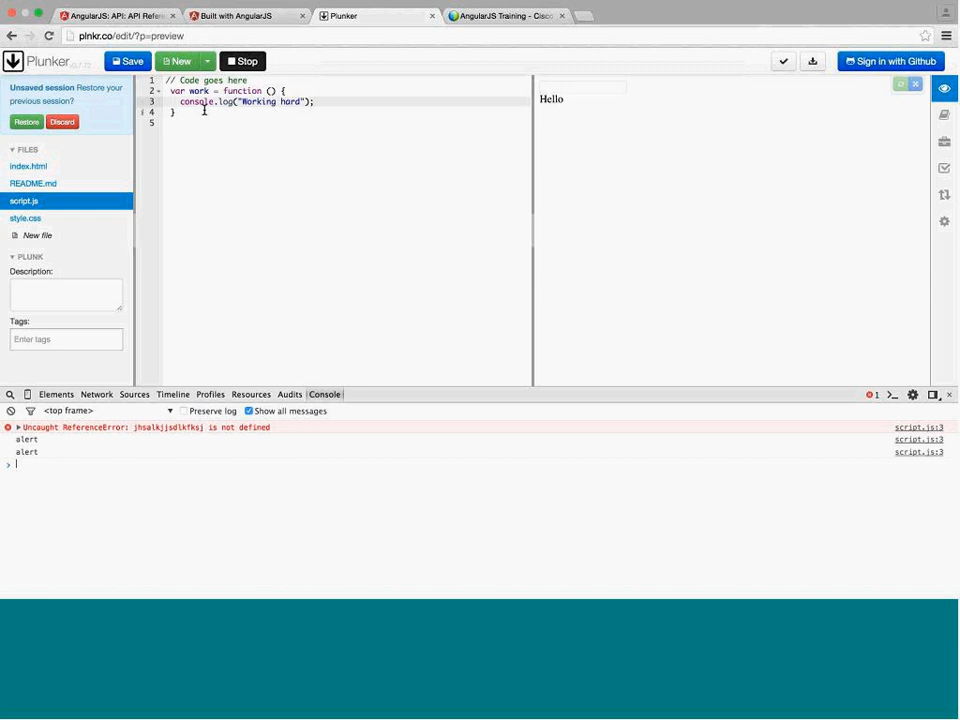 AngularJS: API: API Refere
Built with AngularJS
Plunker
AngularJS Training - Cisco
plnkr.co/edit/?p=preview
Plunker
Save
New
Stop
Sign in with Github
Unsaved session Restore your
previous session?
Restore
Discard
FILES
index.html
README.md
script.js
style.css
New file
PLUNK
Description:
Tags:
Enter tags
1 // Code goes here
2 var work = function () {
3 console.log("Working hard");
4 }
5
Hello
Elements Network Sources Timeline Profiles Resources Audits Console
1
<top frame> Preserve log Show all messages
Uncaught ReferenceError: jhsalkjjsdlkfksj is not defined script.js:3
alert script.js:3
alert script.js:3
>